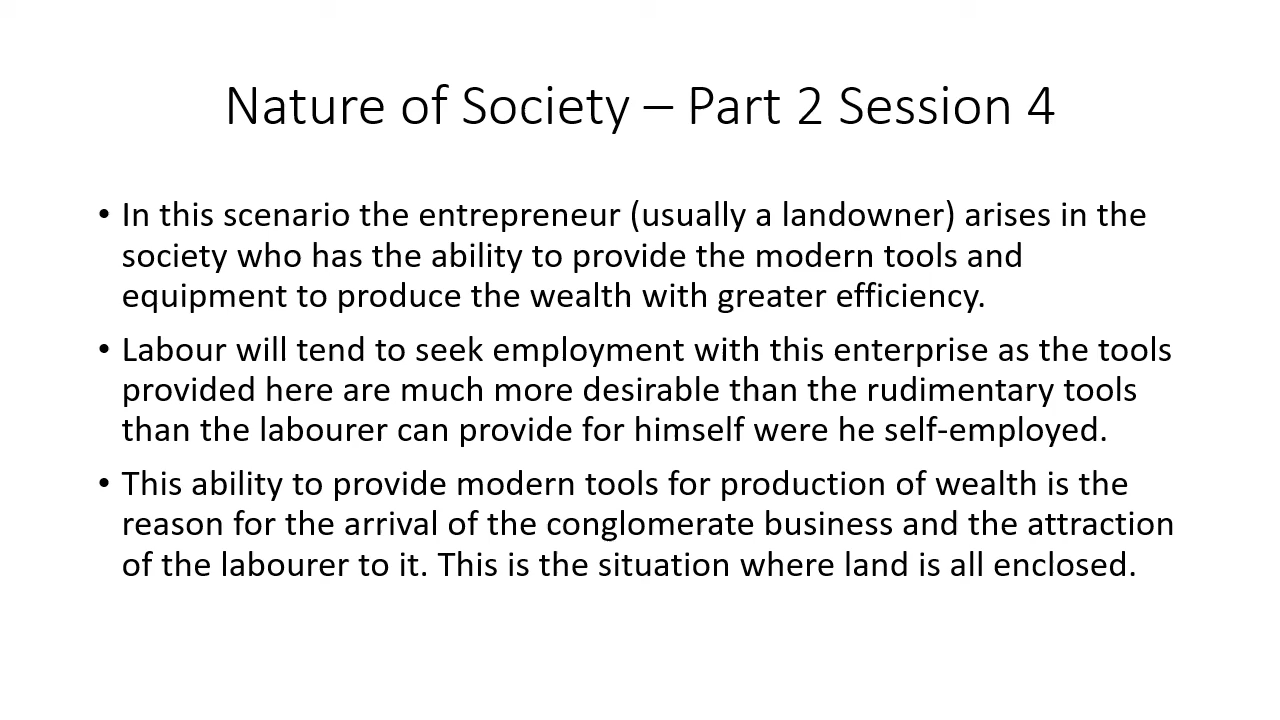 Nature of Society – Part 2 Session 4
• In this scenario the entrepreneur (usually a landowner) arises in the
society who has the ability to provide the modern tools and
equipment to produce the wealth with greater efficiency.
• Labour will tend to seek employment with this enterprise as the tools
provided here are much more desirable than the rudimentary tools
than the labourer can provide for himself were he self-employed.
• This ability to provide modern tools for production of wealth is the
reason for the arrival of the conglomerate business and the attraction
of the labourer to it. This is the situation where land is all enclosed.